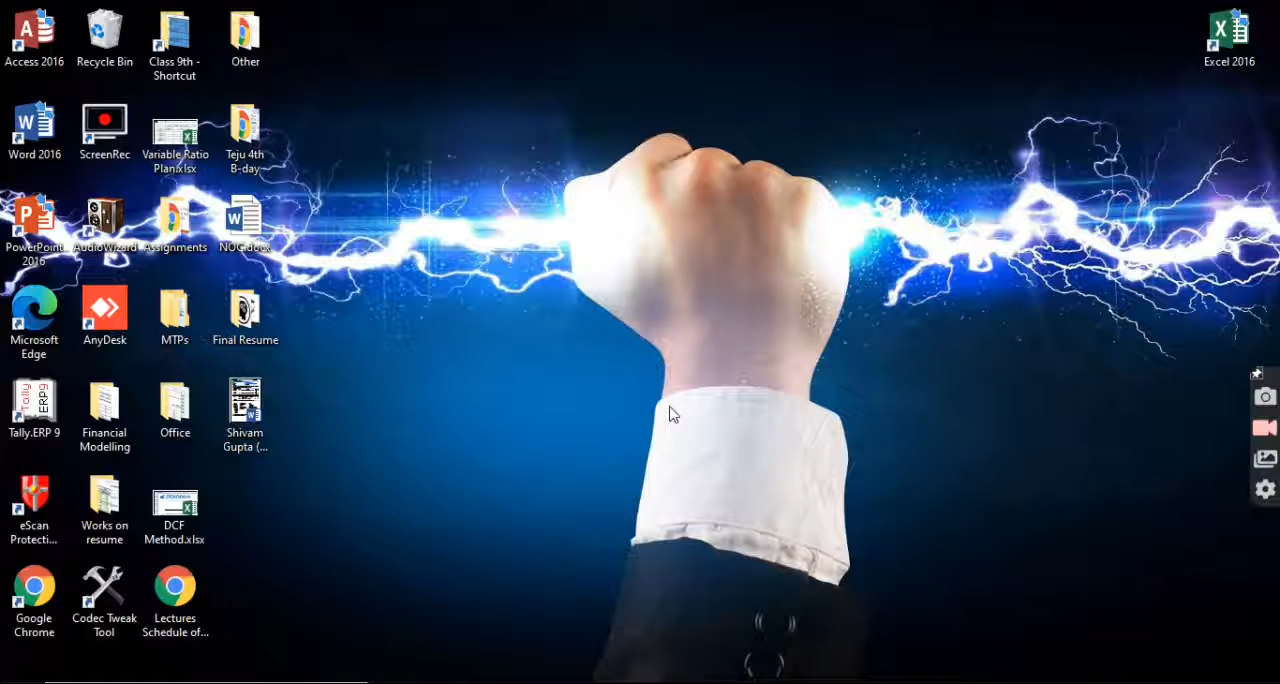 Access 2016
Recycle Bin
Class 9th -
Shortcut
Other
Excel 2016
Word 2016
ScreenRec
Variable Ratio
Plan.xlsx
Teju 4th
B-day
PowerPoint
2016
AudioWizard
Assignments
NOC.docx
Microsoft
Edge
AnyDesk
MTPs
Final Resume
Tally
ERP9
Tally.ERP 9
Financial
Modelling
Office
Shivam
Gupta (...
eScan
Protecti...
Works on
resume
DCF
Method.xlsx
Google
Chrome
Codec Tweak
Tool
Lectures
Schedule of...